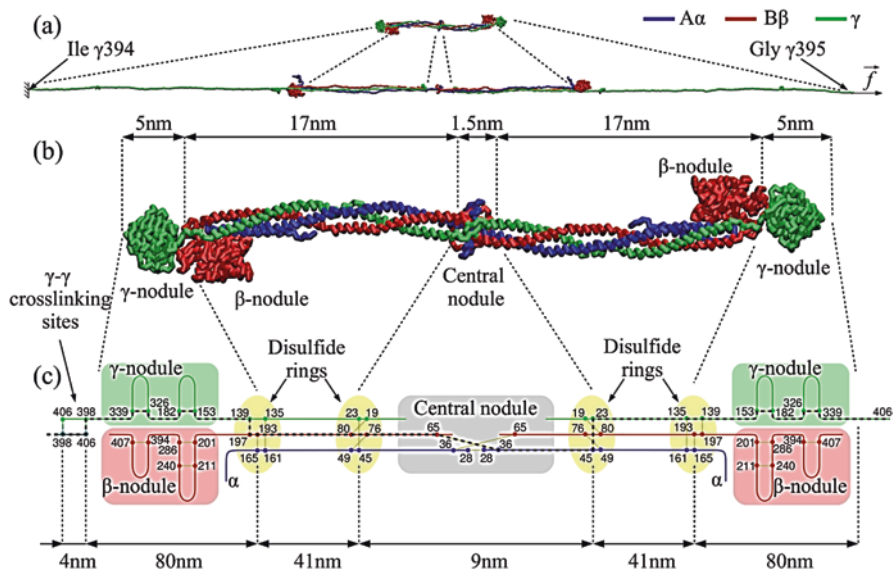 (a)
Aα Bβ γ
Ile γ394
Gly γ395
f
5nm 17nm 1.5nm 17nm 5nm
(b)
β-nodule
γ-nodule
β-nodule
Central
nodule
γ-nodule
γ-γ
crosslinking
sites
Disulfide
rings
Disulfide
rings
(c)
γ-nodule
Central nodule
γ-nodule
406 398 339 326 182 153 139 135 23 19 19 23 135 139 153 326 182 339 406
398 406 407 394 286 201 197 193 80 76 65 65 76 80 193 197 201 394 286 407
240 211 36 28 28 36 211 240
165 161 49 45 45 49 161 165
β-nodule
α
α
β-nodule
4nm 80nm 41nm 9nm 41nm 80nm